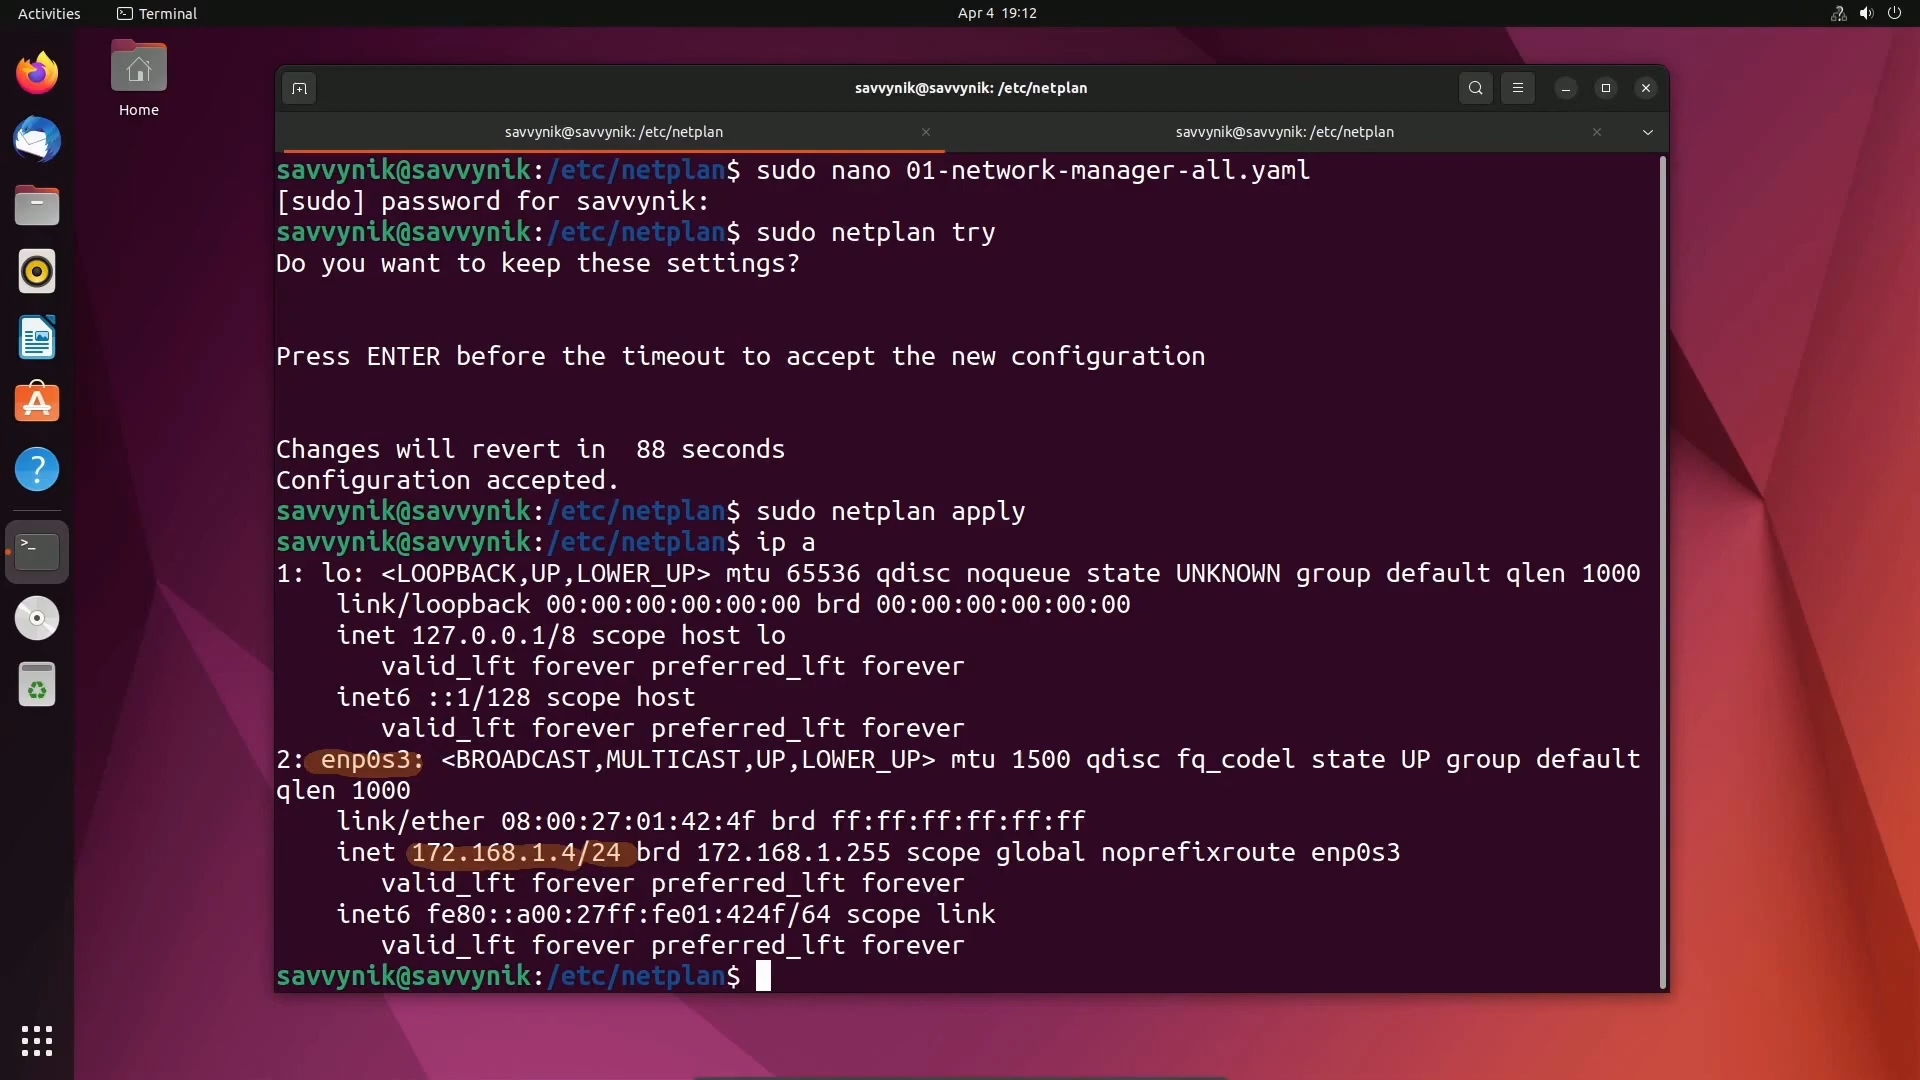 Activities
Terminal
Apr 4 19:12
Home
savvynik@savvynik: /etc/netplan
savvynik@savvynik: /etc/netplan
savvynik@savvynik: /etc/netplan
savvynik@savvynik:/etc/netplan$ sudo nano 01-network-manager-all.yaml
[sudo] password for savvynik:
savvynik@savvynik:/etc/netplan$ sudo netplan try
Do you want to keep these settings?
Press ENTER before the timeout to accept the new configuration
Changes will revert in  88 seconds
Configuration accepted.
savvynik@savvynik:/etc/netplan$ sudo netplan apply
savvynik@savvynik:/etc/netplan$ ip a
1: lo: <LOOPBACK,UP,LOWER_UP> mtu 65536 qdisc noqueue state UNKNOWN group default qlen 1000
    link/loopback 00:00:00:00:00:00 brd 00:00:00:00:00:00
    inet 127.0.0.1/8 scope host lo
       valid_lft forever preferred_lft forever
    inet6 ::1/128 scope host
       valid_lft forever preferred_lft forever
2: enp0s3: <BROADCAST,MULTICAST,UP,LOWER_UP> mtu 1500 qdisc fq_codel state UP group default
qlen 1000
    link/ether 08:00:27:01:42:4f brd ff:ff:ff:ff:ff:ff
    inet 172.168.1.4/24 brd 172.168.1.255 scope global noprefixroute enp0s3
       valid_lft forever preferred_lft forever
    inet6 fe80::a00:27ff:fe01:424f/64 scope link
       valid_lft forever preferred_lft forever
savvynik@savvynik:/etc/netplan$